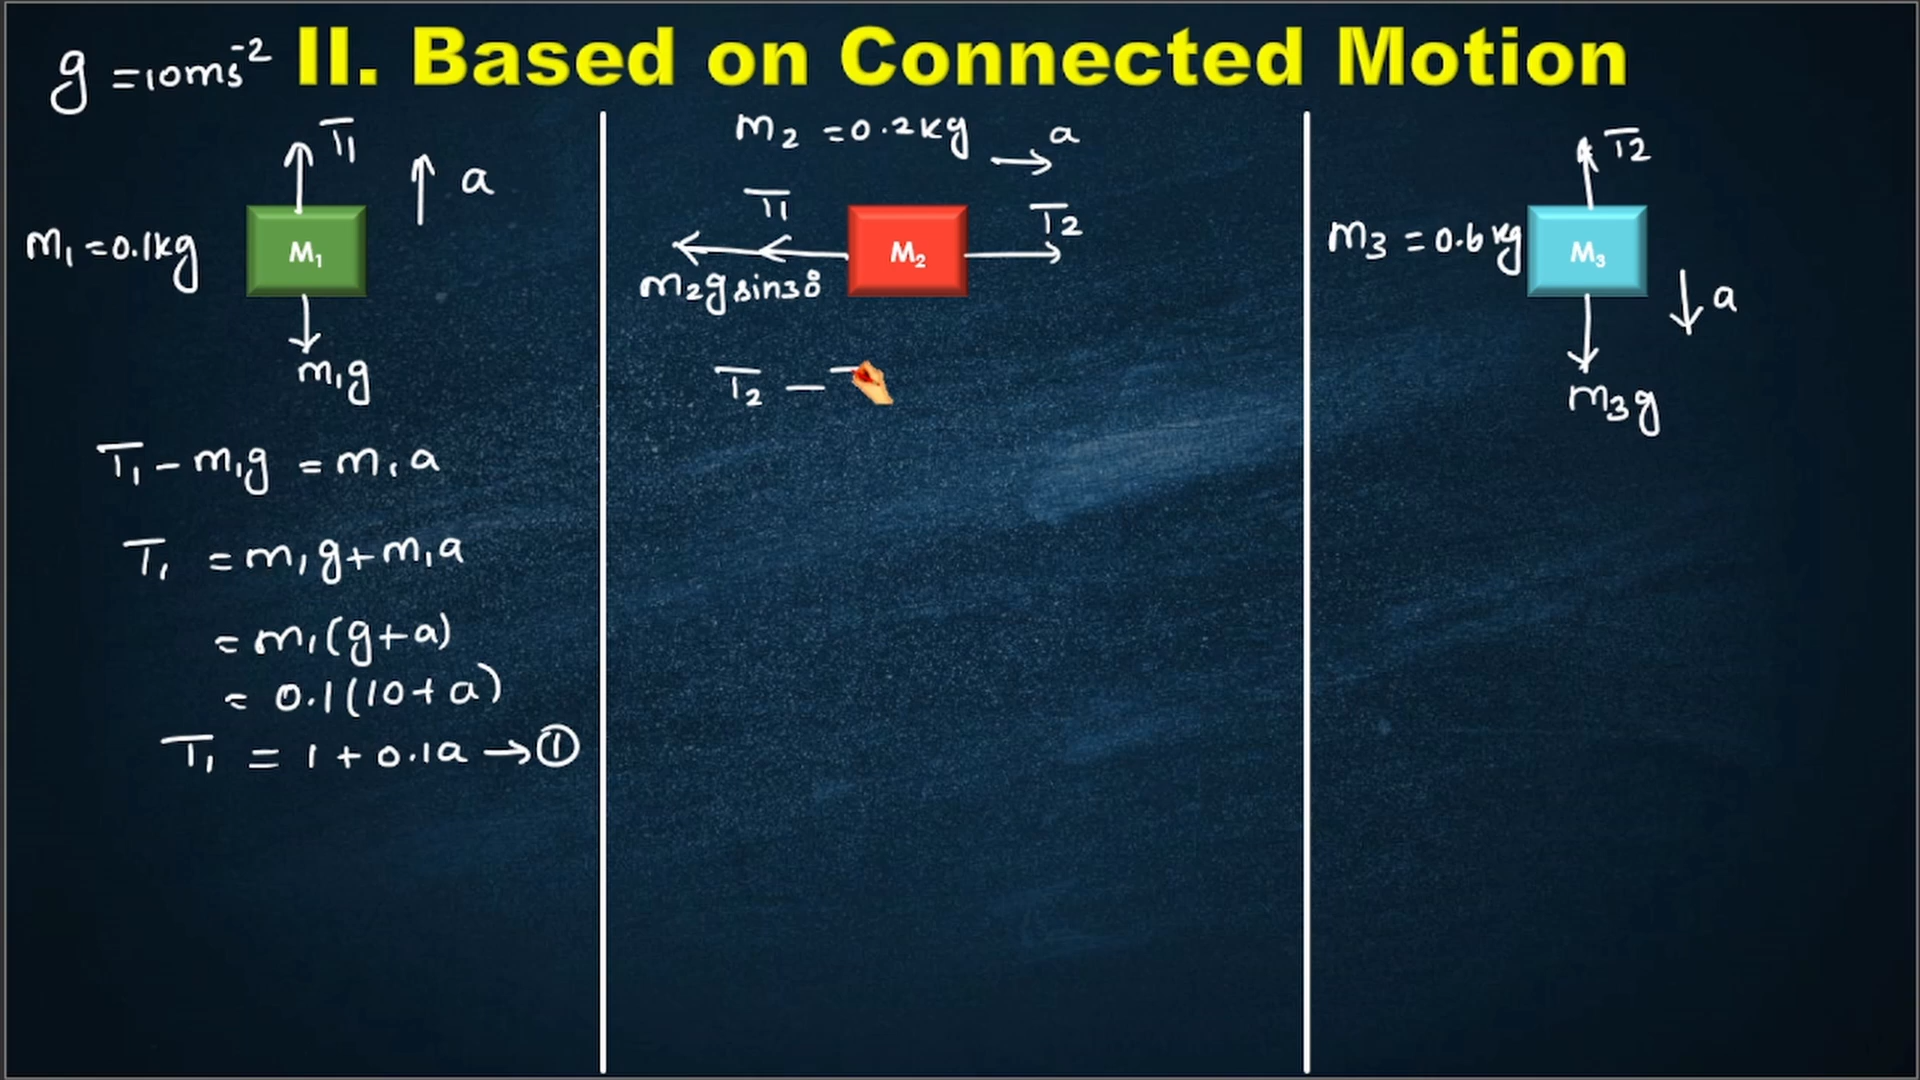 g = 10ms⁻² II. Based on Connected Motion
T₁
a
m₁ = 0.1kg
M₁
m₁g
T₁ - m₁g = m₁a
T₁ = m₁g + m₁a
= m₁(g + a)
= 0.1(10 + a)
T₁ = 1 + 0.1a → ①
m₂ = 0.2kg
a
T₁
T₂
M₂
m₂g sin30°
T₂ –
T₂
m₃ = 0.6kg
M₃
a
m₃g